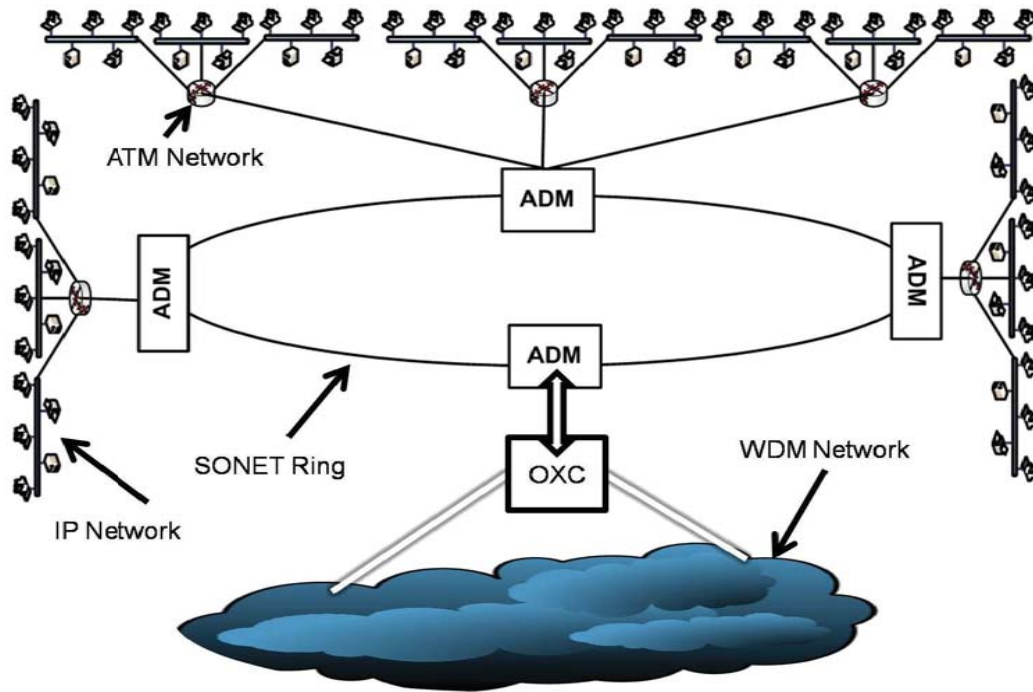 ATM Network
ADM
ADM
ADM
ADM
SONET Ring
OXC
WDM Network
IP Network